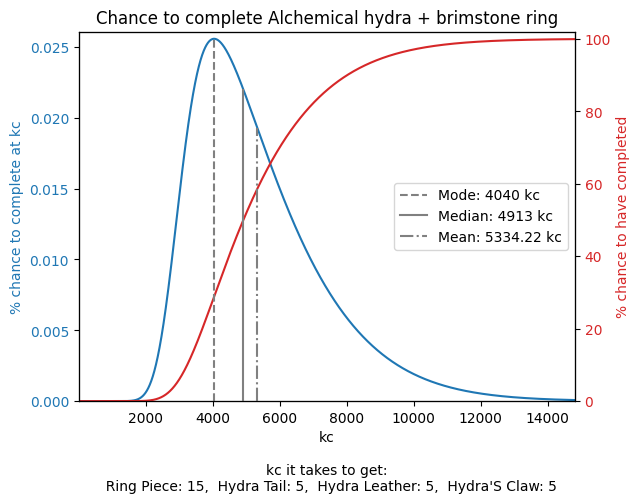 Chance to complete Alchemical hydra + brimstone ring
% chance to complete at kc
0.025
0.020
0.015
0.010
0.005
0.000
Mode: 4040 kc
Median: 4913 kc
Mean: 5334.22 kc
100
80
60
40
20
0
% chance to have completed
2000 4000 6000 8000 10000 12000 14000
kc
kc it takes to get:
Ring Piece: 15,  Hydra Tail: 5,  Hydra Leather: 5,  Hydra'S Claw: 5